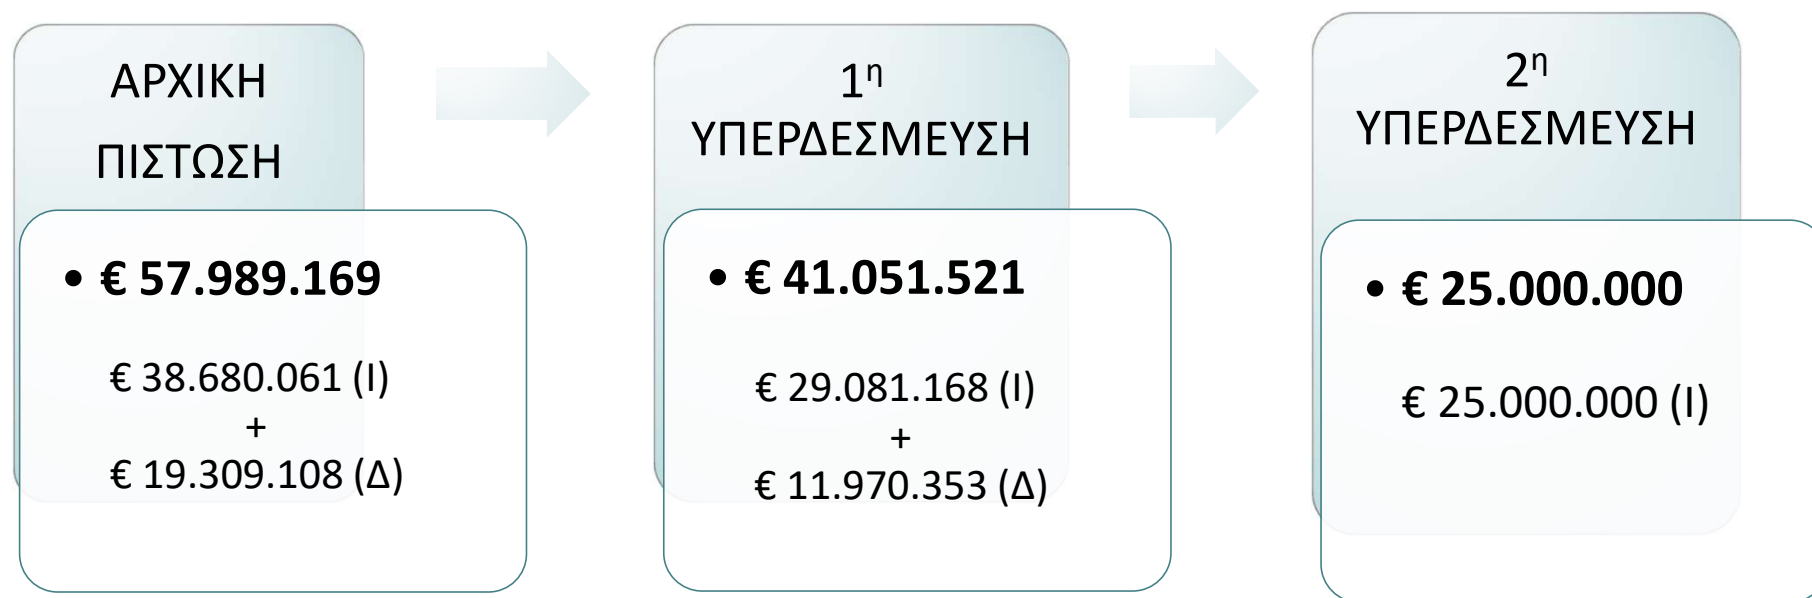 ΑΡΧΙΚΗ
ΠΙΣΤΩΣΗ
• € 57.989.169
€ 38.680.061 (Ι)
+
€ 19.309.108 (Δ)
1η
ΥΠΕΡΔΕΣΜΕΥΣΗ
• € 41.051.521
€ 29.081.168 (Ι)
+
€ 11.970.353 (Δ)
2η
ΥΠΕΡΔΕΣΜΕΥΣΗ
• € 25.000.000
€ 25.000.000 (Ι)